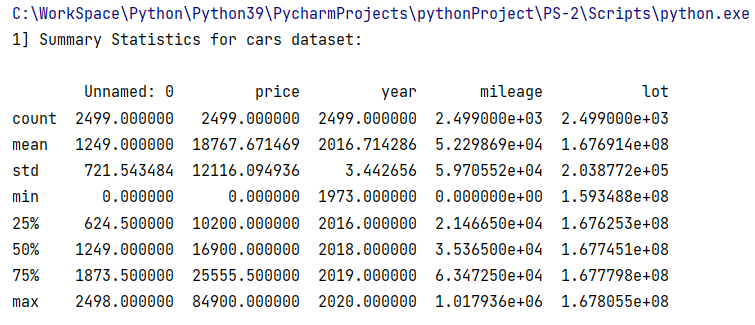 C:\WorkSpace\Python\Python39\PycharmProjects\pythonProject\PS-2\Scripts\python.exe
1] Summary Statistics for cars dataset:
Unnamed: 0 price year mileage lot
count 2499.000000 2499.000000 2499.000000 2.499000e+03 2.499000e+03
mean 1249.000000 18767.671469 2016.714286 5.229869e+04 1.676914e+08
std 721.543484 12116.094936 3.442656 5.970552e+04 2.038772e+05
min 0.000000 0.000000 1973.000000 0.000000e+00 1.593488e+08
25% 624.500000 10200.000000 2016.000000 2.146650e+04 1.676253e+08
50% 1249.000000 16900.000000 2018.000000 3.536500e+04 1.677451e+08
75% 1873.500000 25555.500000 2019.000000 6.347250e+04 1.677798e+08
max 2498.000000 84900.000000 2020.000000 1.017936e+06 1.678055e+08